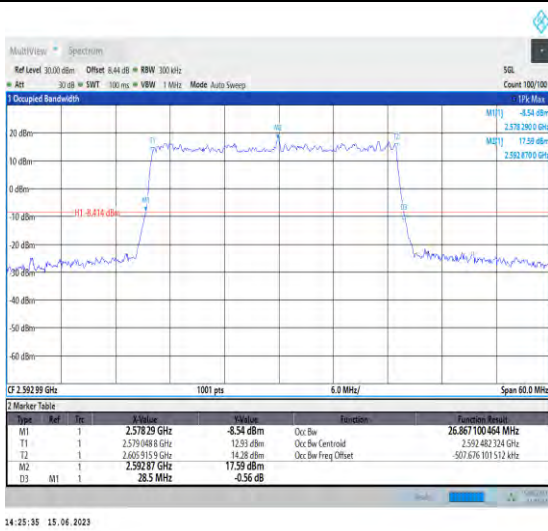 MultiView Spectrum
Ref Level 30.00 dBm Offset 8.44 dB RBW 300 kHz SGL
Att 30 dB SWT 100 ms VBW 1 MHz Mode Auto Sweep Count 100/100
1 Occupied Bandwidth 1Pk Max
M1[1] -8.54 dBm
2.578 290 0 GHz
M2[1] 17.59 dBm
2.592 870 0 GHz
20 dBm
10 dBm
0 dBm
-10 dBm
H1 -8.414 dBm
-20 dBm
-30 dBm
-40 dBm
-50 dBm
-60 dBm
T1
M2
T2
M1
D3
CF 2.592 99 GHz 1001 pts 6.0 MHz/ Span 60.0 MHz
2 Marker Table
Type Ref Trc X-Value Y-Value Function Function Result
M1 1 2.578 29 GHz -8.54 dBm Occ Bw 26.867 100 464 MHz
T1 1 2.579 048 8 GHz 12.93 dBm Occ Bw Centroid 2.592 482 324 GHz
T2 1 2.605 915 9 GHz 14.28 dBm Occ Bw Freq Offset -507.676 101 512 kHz
M2 1 2.592 87 GHz 17.59 dBm
D3 M1 1 28.5 MHz -0.56 dB
14:25:35 15.06.2023